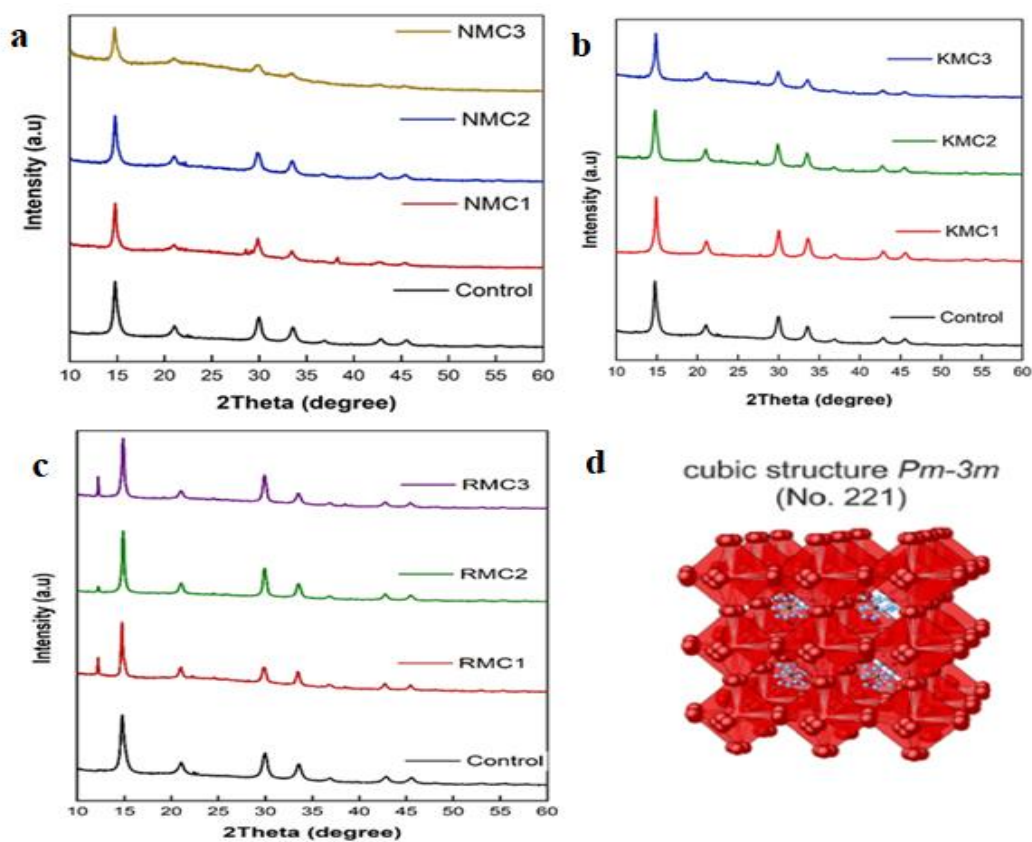 a
NMC3
NMC2
NMC1
Control
Intensity (a.u)
10 15 20 25 30 35 40 45 50 55 60
2Theta (degree)
b
KMC3
KMC2
KMC1
Control
Intensity (a.u)
10 15 20 25 30 35 40 45 50 55 60
2Theta (degree)
c
RMC3
RMC2
RMC1
Control
Intensity (a.u)
10 15 20 25 30 35 40 45 50 55 60
2Theta (degree)
d
cubic structure Pm-3m
(No. 221)